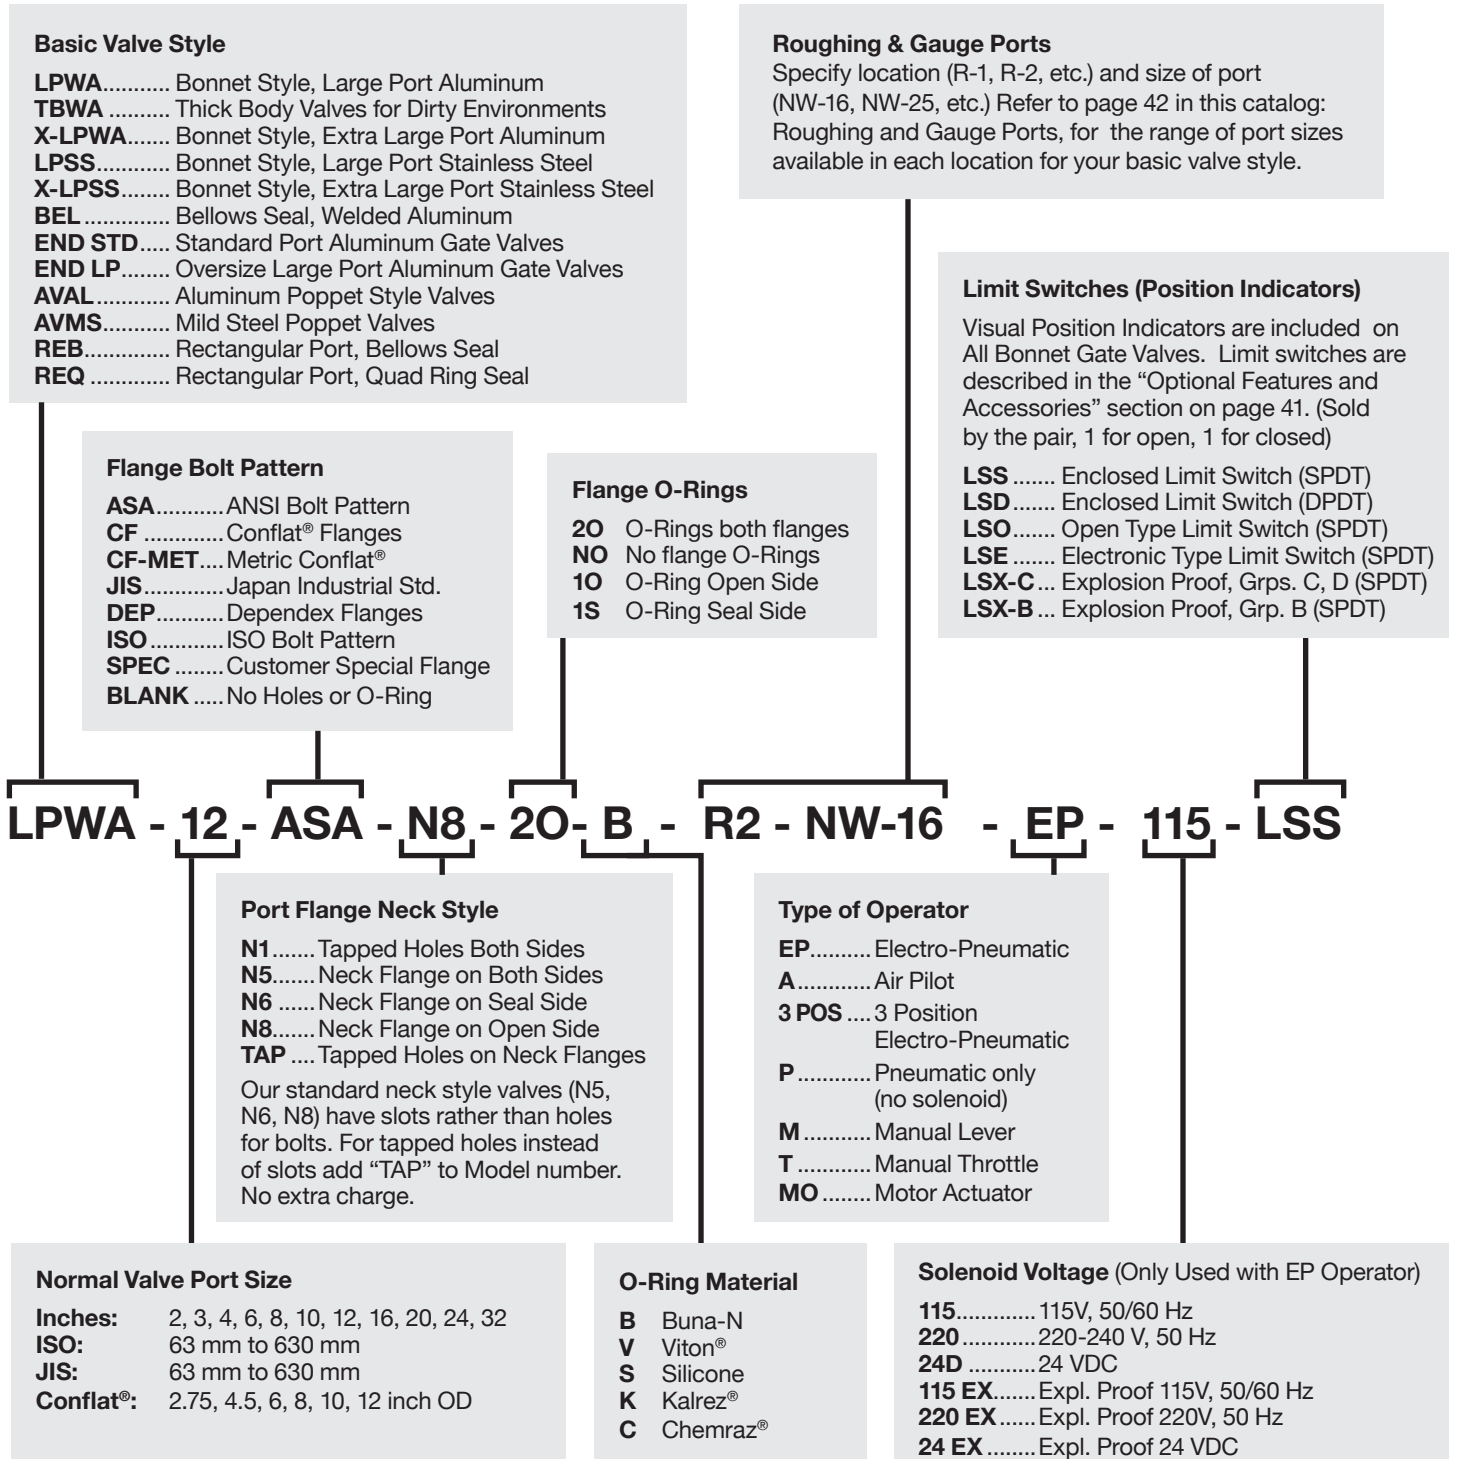 Basic Valve Style
LPWA........... Bonnet Style, Large Port Aluminum
TBWA .......... Thick Body Valves for Dirty Environments
X-LPWA....... Bonnet Style, Extra Large Port Aluminum
LPSS............ Bonnet Style, Large Port Stainless Steel
X-LPSS........ Bonnet Style, Extra Large Port Stainless Steel
BEL .............. Bellows Seal, Welded Aluminum
END STD..... Standard Port Aluminum Gate Valves
END LP........ Oversize Large Port Aluminum Gate Valves
AVAL............ Aluminum Poppet Style Valves
AVMS........... Mild Steel Poppet Valves
REB.............. Rectangular Port, Bellows Seal
REQ ............. Rectangular Port, Quad Ring Seal
Roughing & Gauge Ports
Specify location (R-1, R-2, etc.) and size of port
(NW-16, NW-25, etc.) Refer to page 42 in this catalog:
Roughing and Gauge Ports, for the range of port sizes
available in each location for your basic valve style.
Limit Switches (Position Indicators)
Visual Position Indicators are included on
All Bonnet Gate Valves. Limit switches are
described in the “Optional Features and
Accessories” section on page 41. (Sold
by the pair, 1 for open, 1 for closed)
LSS ....... Enclosed Limit Switch (SPDT)
LSD ....... Enclosed Limit Switch (DPDT)
LSO....... Open Type Limit Switch (SPDT)
LSE ....... Electronic Type Limit Switch (SPDT)
LSX-C ... Explosion Proof, Grps. C, D (SPDT)
LSX-B ... Explosion Proof, Grp. B (SPDT)
Flange Bolt Pattern
ASA...........ANSI Bolt Pattern
CF ............Conflat® Flanges
CF-MET....Metric Conflat®
JIS.............Japan Industrial Std.
DEP...........Dependex Flanges
ISO ............ISO Bolt Pattern
SPEC ........Customer Special Flange
BLANK .....No Holes or O-Ring
Flange O-Rings
2O O-Rings both flanges
NO No flange O-Rings
1O O-Ring Open Side
1S O-Ring Seal Side
LPWA - 12 - ASA - N8 - 2O- B - R2 - NW-16 - EP - 115 - LSS
Port Flange Neck Style
N1.......Tapped Holes Both Sides
N5.......Neck Flange on Both Sides
N6 ......Neck Flange on Seal Side
N8.......Neck Flange on Open Side
TAP ....Tapped Holes on Neck Flanges
Our standard neck style valves (N5,
N6, N8) have slots rather than holes
for bolts. For tapped holes instead
of slots add “TAP” to Model number.
No extra charge.
Type of Operator
EP..........Electro-Pneumatic
A............Air Pilot
3 POS ....3 Position
Electro-Pneumatic
P ............Pneumatic only
(no solenoid)
M ...........Manual Lever
T ............Manual Throttle
MO ........Motor Actuator
Normal Valve Port Size
Inches: 2, 3, 4, 6, 8, 10, 12, 16, 20, 24, 32
ISO: 63 mm to 630 mm
JIS: 63 mm to 630 mm
Conflat®: 2.75, 4.5, 6, 8, 10, 12 inch OD
O-Ring Material
B Buna-N
V Viton®
S Silicone
K Kalrez®
C Chemraz®
Solenoid Voltage (Only Used with EP Operator)
115.............115V, 50/60 Hz
220 ............220-240 V, 50 Hz
24D ...........24 VDC
115 EX.......Expl. Proof 115V, 50/60 Hz
220 EX ......Expl. Proof 220V, 50 Hz
24 EX ........Expl. Proof 24 VDC